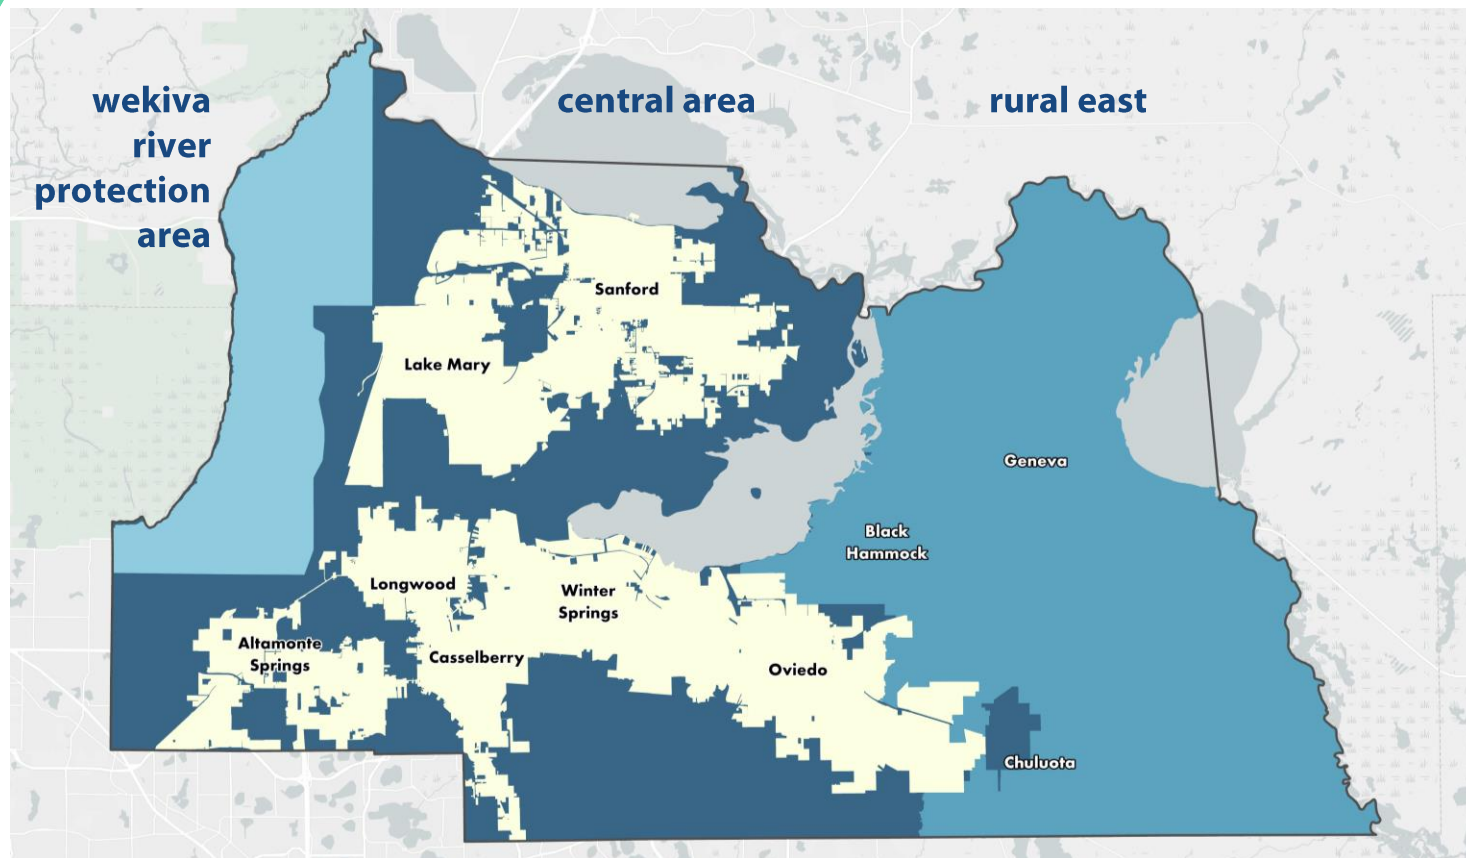 wekiva
river
protection
area
central area
rural east
Sanford
Lake Mary
Geneva
Black
Hammock
Longwood
Winter
Springs
Altamonte
Springs
Casselberry
Oviedo
Chuluota